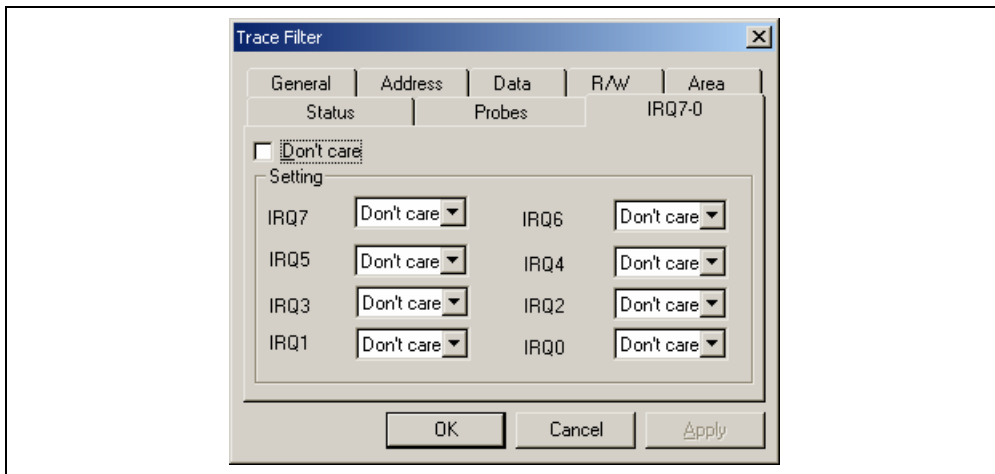 Trace Filter
General Address Data R/W Area
Status Probes IRQ7-0
Don't care
Setting
IRQ7 Don't care IRQ6 Don't care
IRQ5 Don't care IRQ4 Don't care
IRQ3 Don't care IRQ2 Don't care
IRQ1 Don't care IRQ0 Don't care
OK Cancel Apply